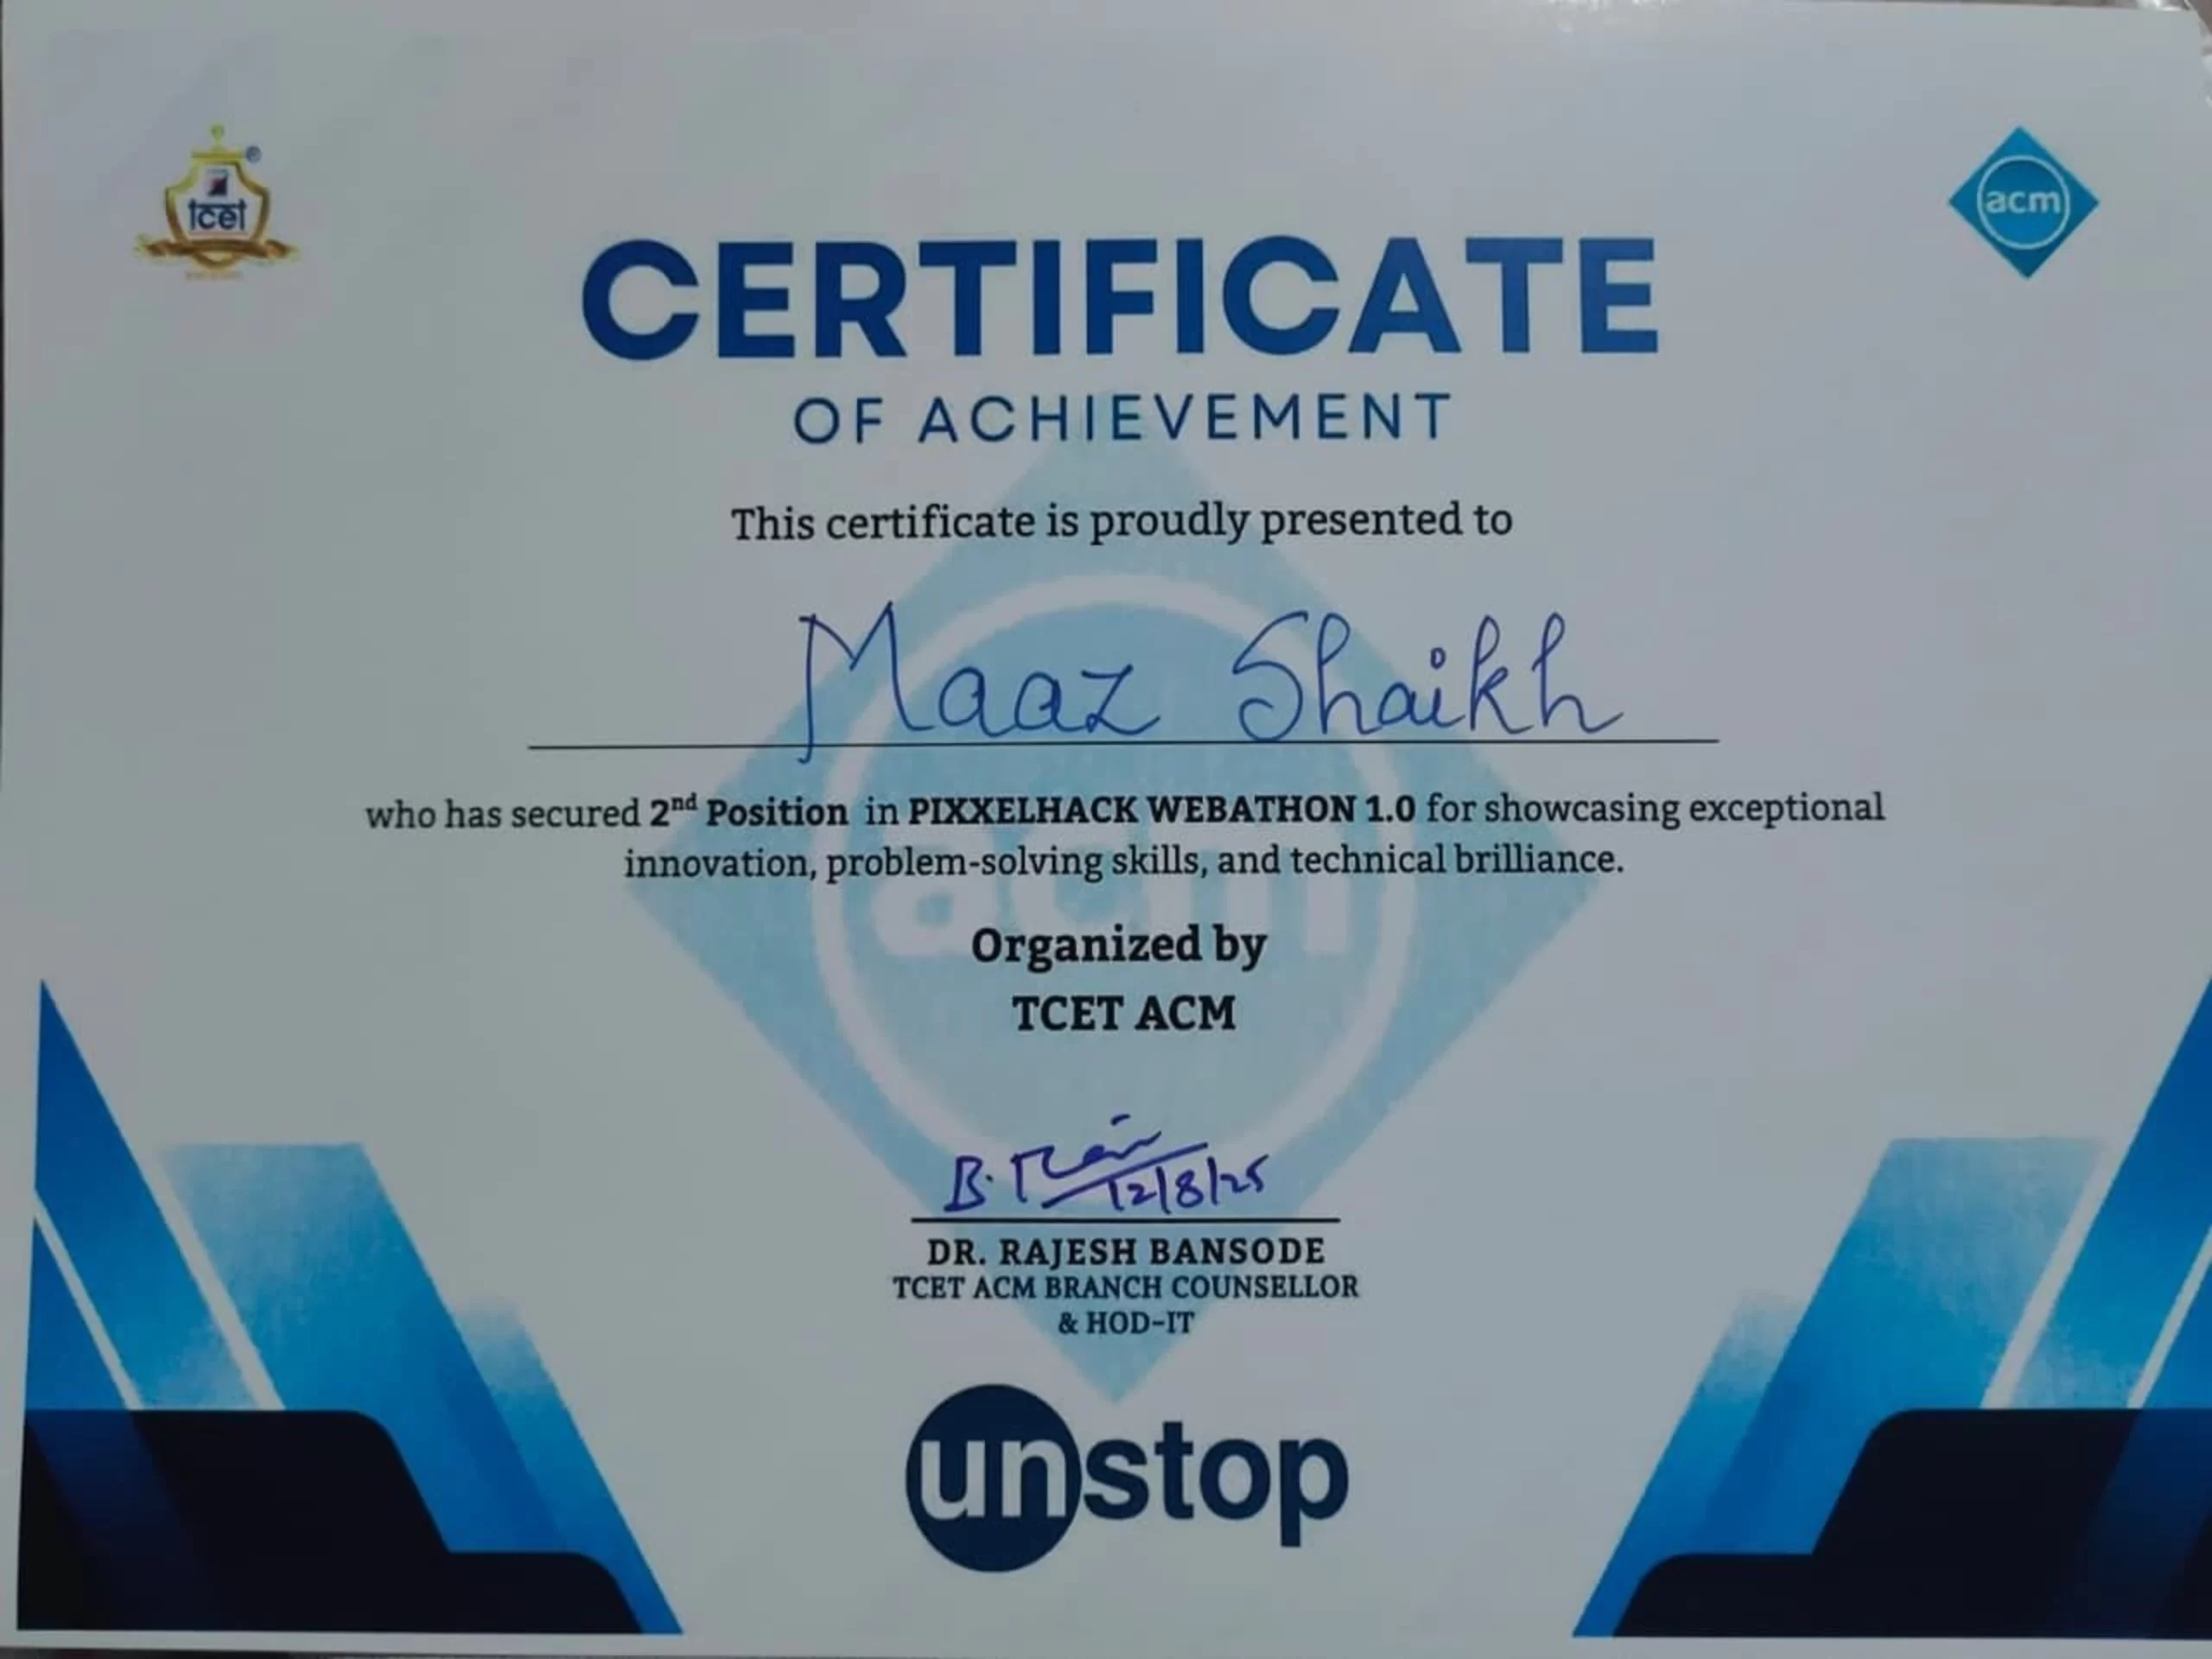 tcet
®
acm
CERTIFICATE
OF ACHIEVEMENT
This certificate is proudly presented to
Maaz Shaikh
who has secured 2nd Position in PIXXELHACK WEBATHON 1.0 for showcasing exceptional
innovation, problem-solving skills, and technical brilliance.
acm
Organized by
TCET ACM
12/8/25
DR. RAJESH BANSODE
TCET ACM BRANCH COUNSELLOR
& HOD-IT
unstop